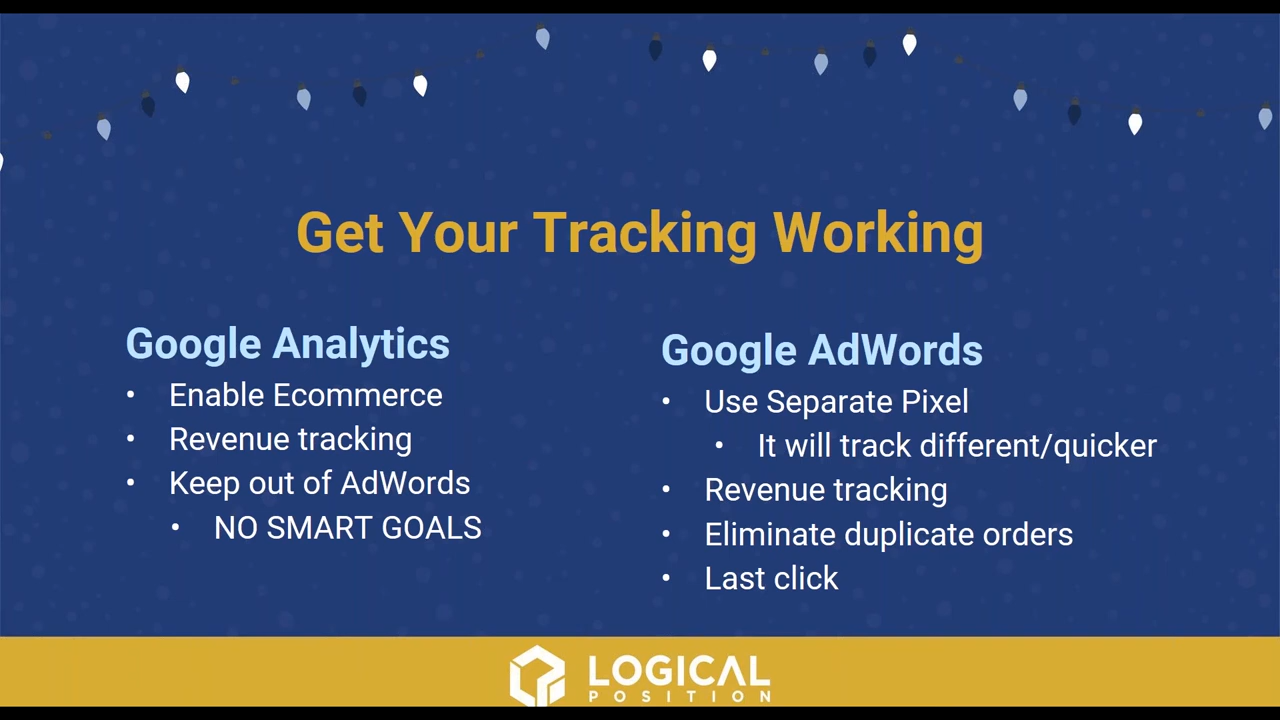 Get Your Tracking Working
Google Analytics
• Enable Ecommerce
• Revenue tracking
• Keep out of AdWords
• NO SMART GOALS
Google AdWords
• Use Separate Pixel
• It will track different/quicker
• Revenue tracking
• Eliminate duplicate orders
• Last click
LOGICAL
POSITION